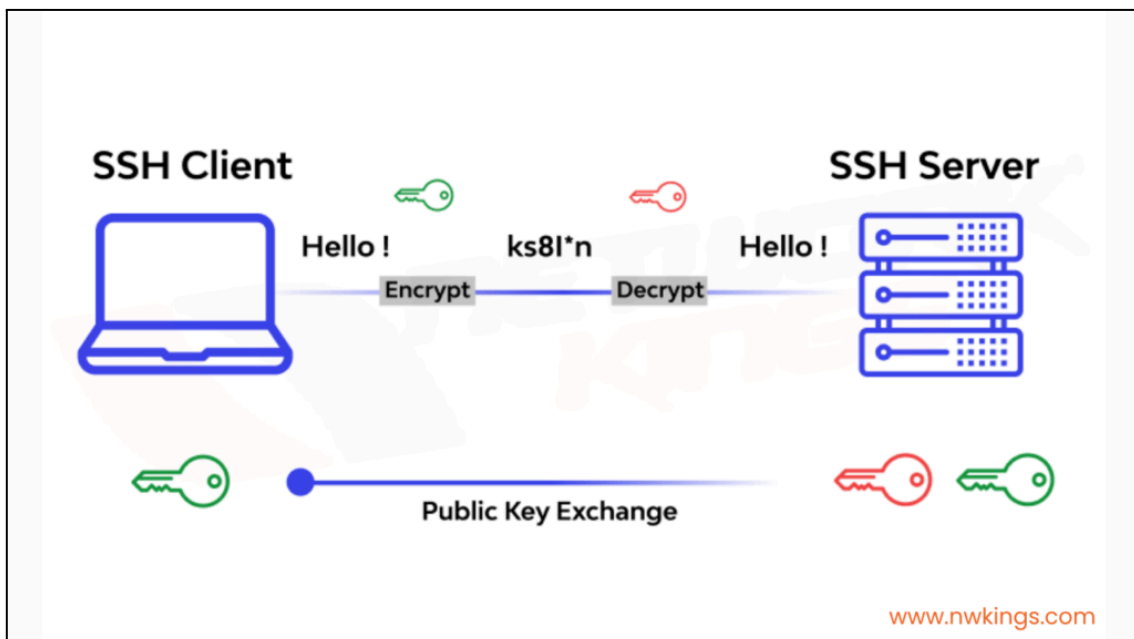 SSH Client
SSH Server
Hello !
ks8l*n
Hello !
Encrypt
Decrypt
Public Key Exchange
www.nwkings.com